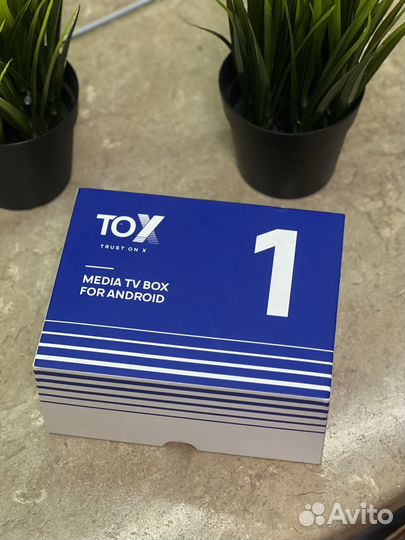 TOX
TRUST ON X
1
MEDIA TV BOX
FOR ANDROID
Avito